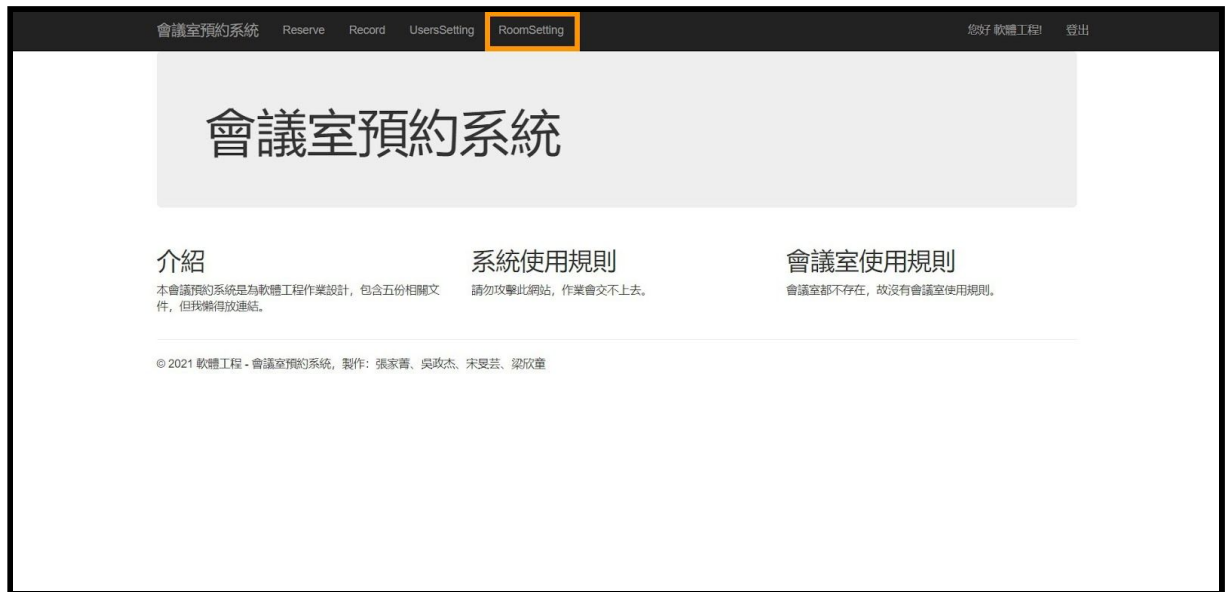 會議室預約系統 Reserve Record UsersSetting RoomSetting 您好 軟體工程! 登出
會議室預約系統
介紹
本會議預約系統是為軟體工程作業設計，包含五份相關文
件，但我懶得放連結。
系統使用規則
請勿攻擊此網站，作業會交不上去。
會議室使用規則
會議室都不存在，故沒有會議室使用規則。
© 2021 軟體工程 - 會議室預約系統，製作：張家菁、吳政杰、宋旻芸、梁欣童